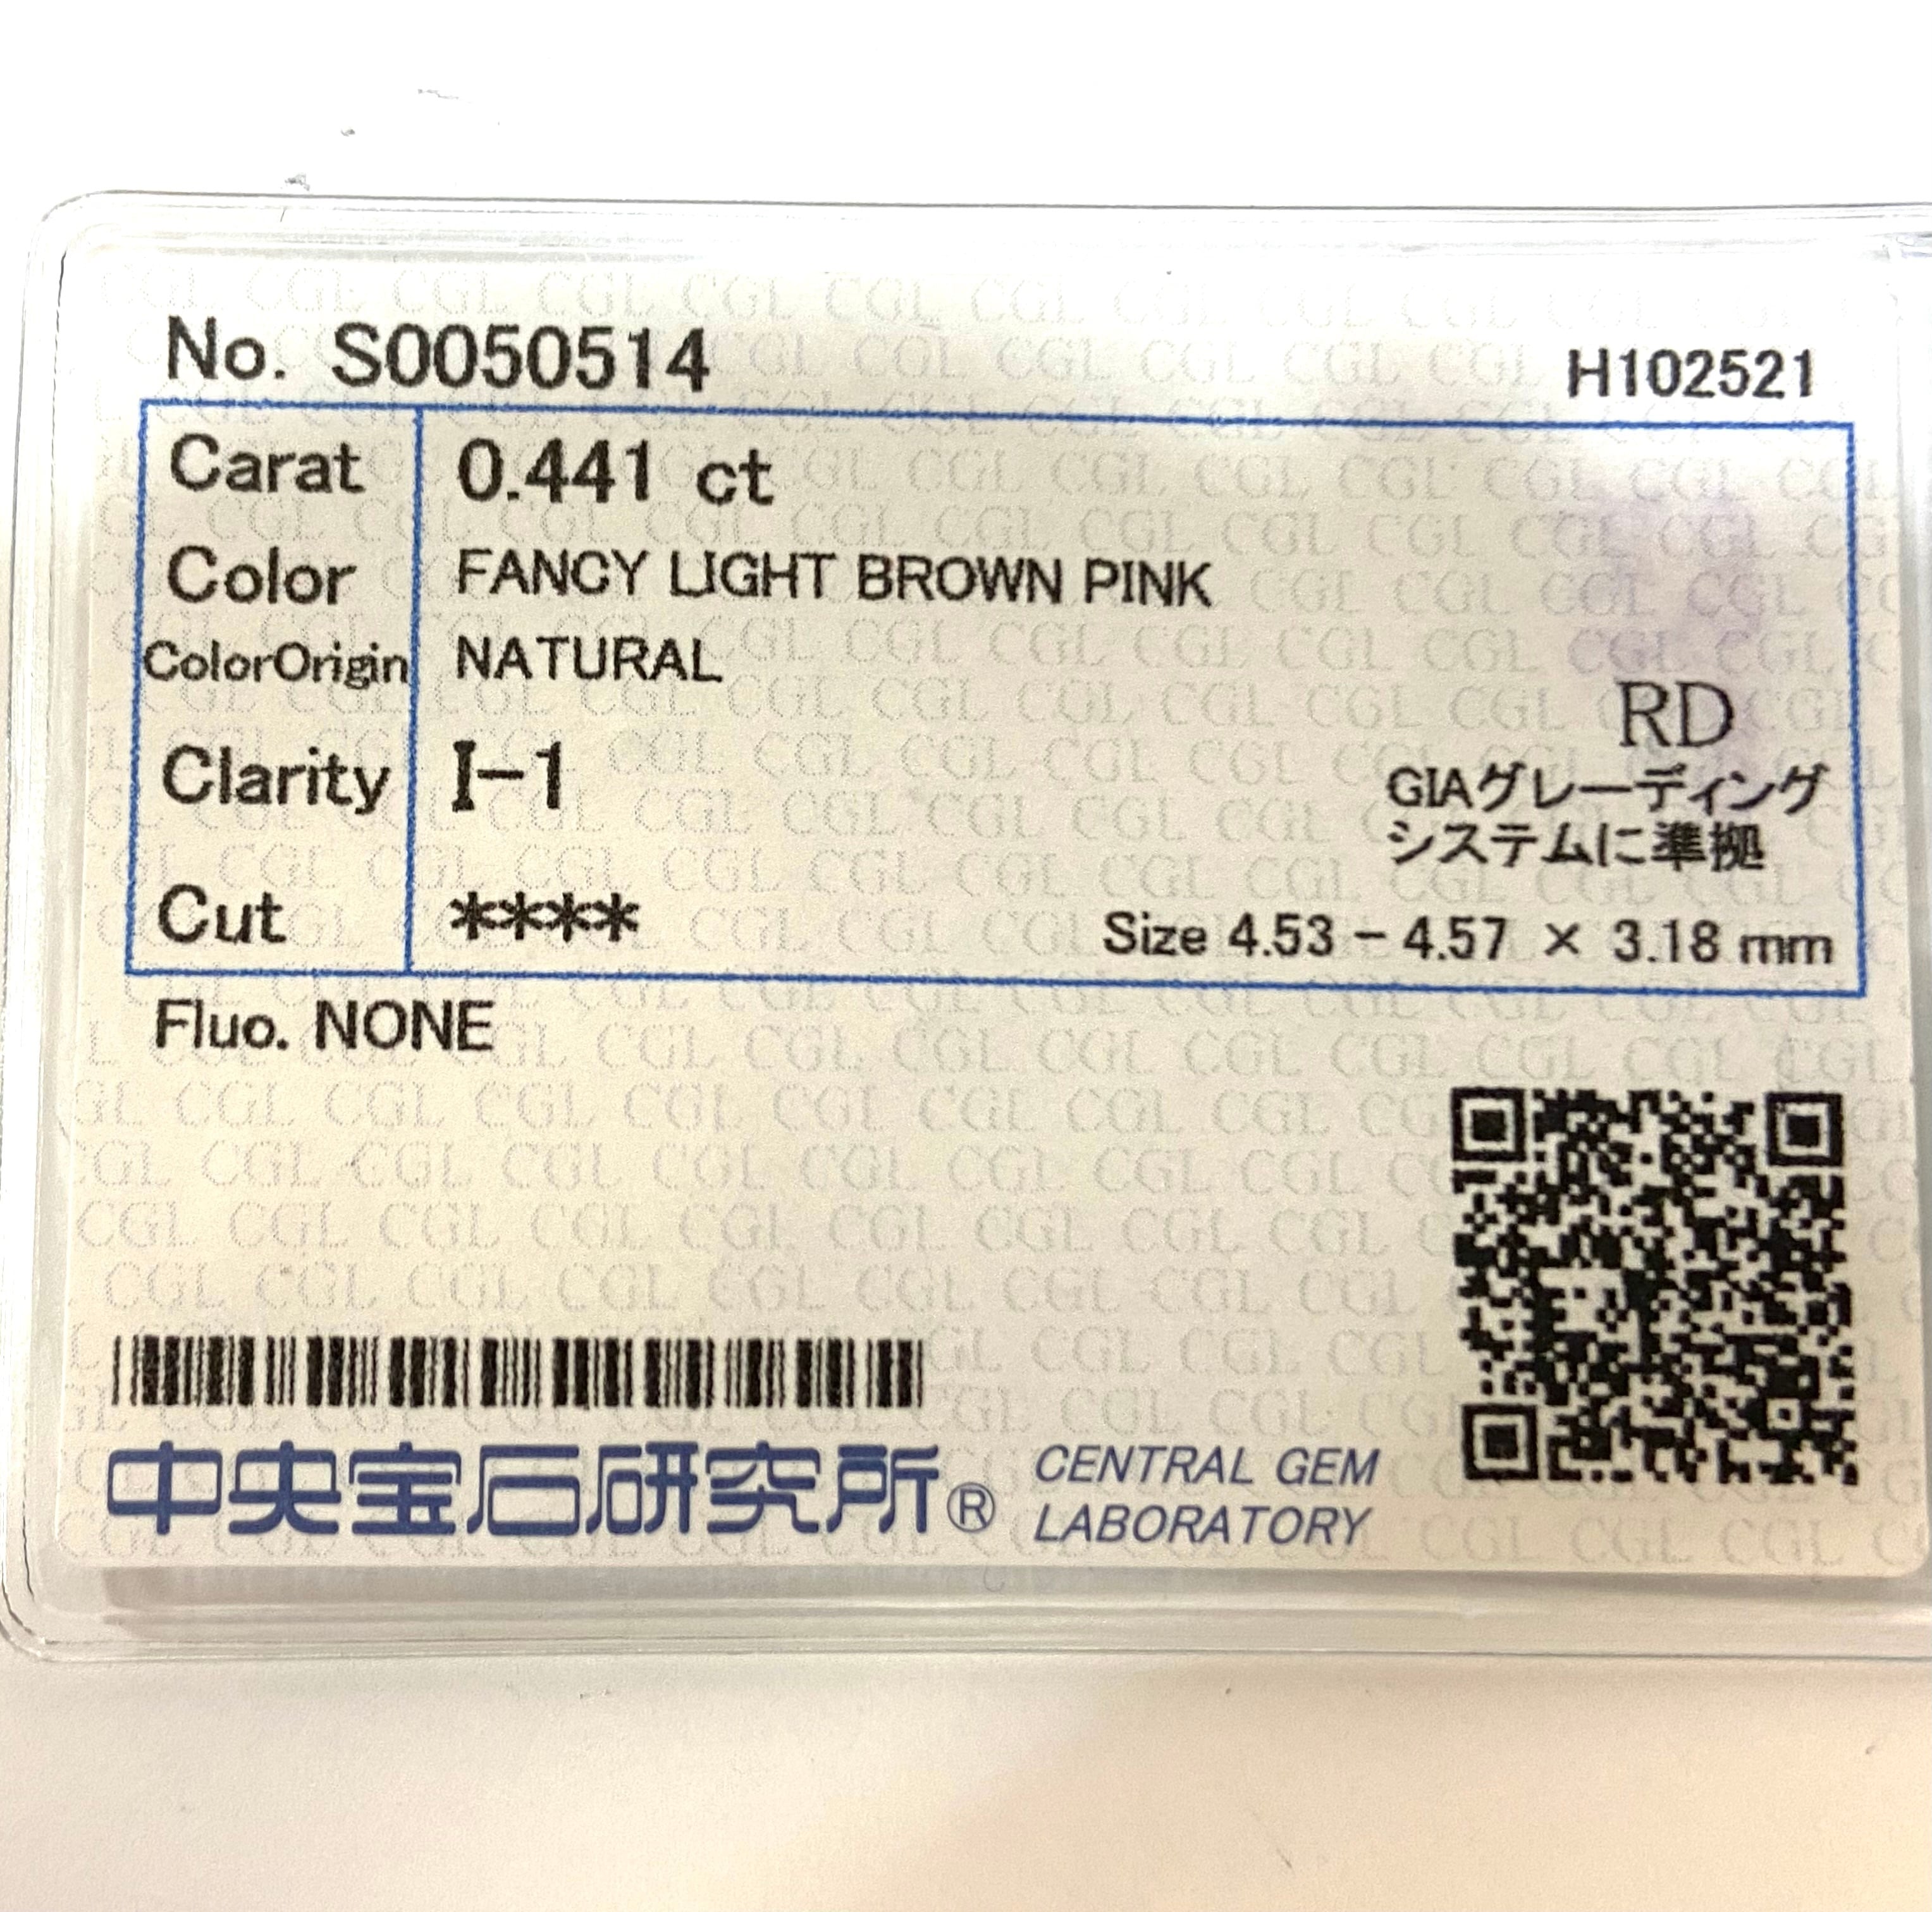 No. S0050514 H102521
Carat 0.441 ct
Color FANCY LIGHT BROWN PINK
ColorOrigin NATURAL
RD
Clarity I-1
GIAグレーディング
システムに準拠
Cut ****
Size 4.53 - 4.57 × 3.18 mm
Fluo. NONE
中央宝石研究所®
CENTRAL GEM
LABORATORY